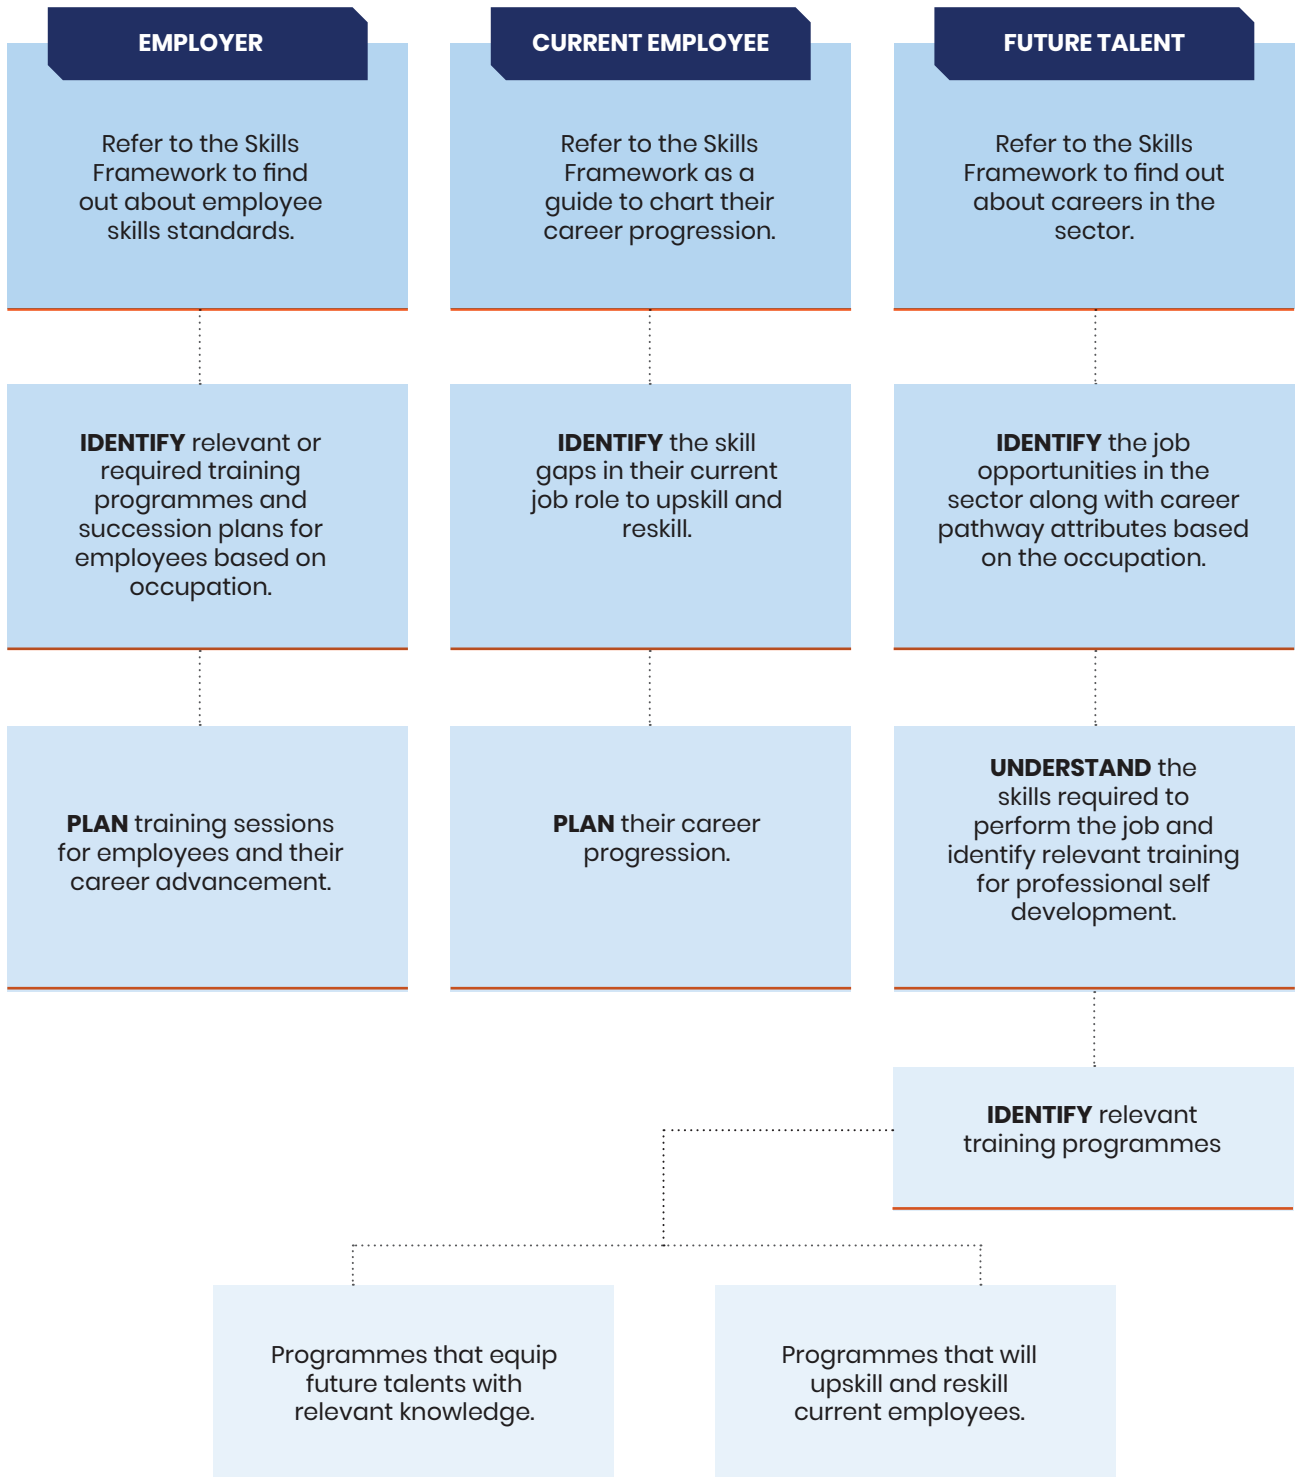 EMPLOYER
Refer to the Skills
Framework to find
out about employee
skills standards.
IDENTIFY relevant or
required training
programmes and
succession plans for
employees based on
occupation.
PLAN training sessions
for employees and their
career advancement.
CURRENT EMPLOYEE
Refer to the Skills
Framework as a
guide to chart their
career progression.
IDENTIFY the skill
gaps in their current
job role to upskill and
reskill.
PLAN their career
progression.
FUTURE TALENT
Refer to the Skills
Framework to find out
about careers in the
sector.
IDENTIFY the job
opportunities in the
sector along with career
pathway attributes based
on the occupation.
UNDERSTAND the
skills required to
perform the job and
identify relevant training
for professional self
development.
IDENTIFY relevant
training programmes
Programmes that equip
future talents with
relevant knowledge.
Programmes that will
upskill and reskill
current employees.